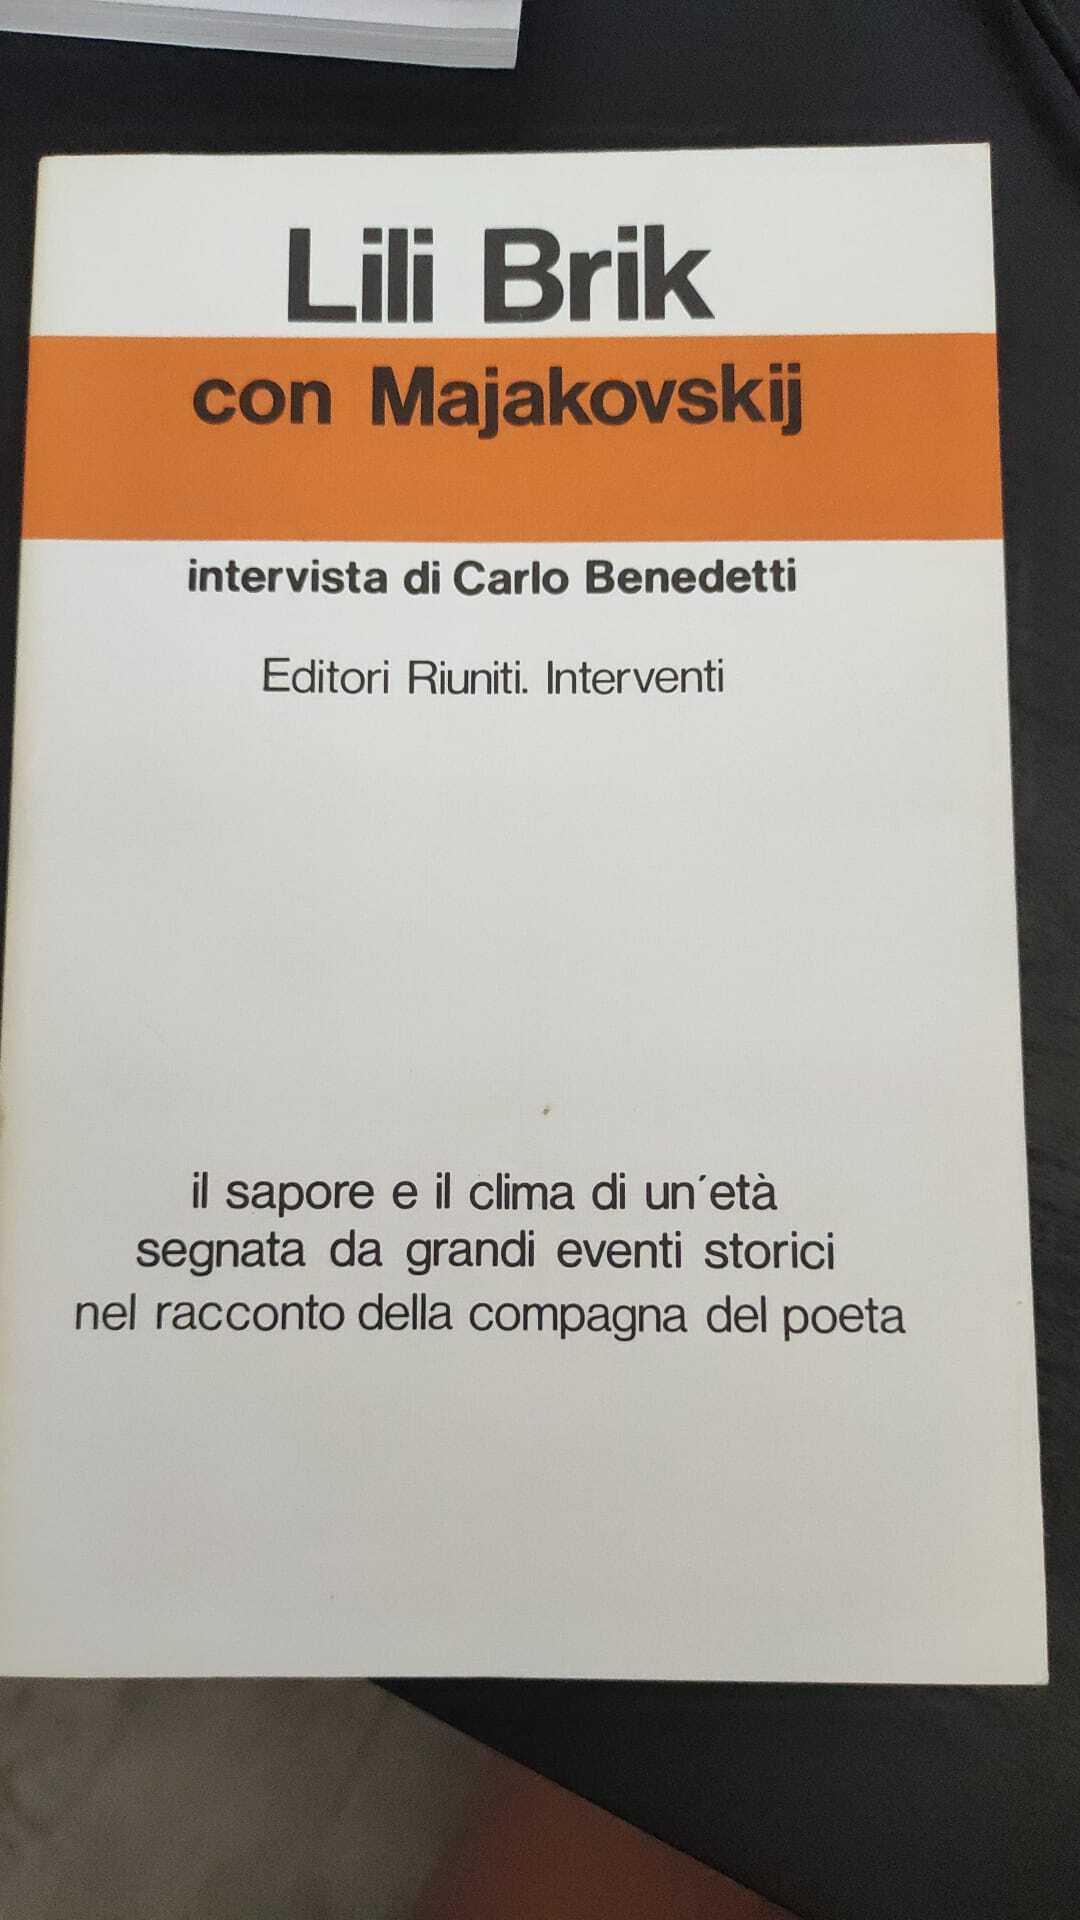 Lili Brik
con Majakovskij
intervista di Carlo Benedetti
Editori Riuniti. Interventi
il sapore e il clima di un'età
segnata da grandi eventi storici
nel racconto della compagna del poeta